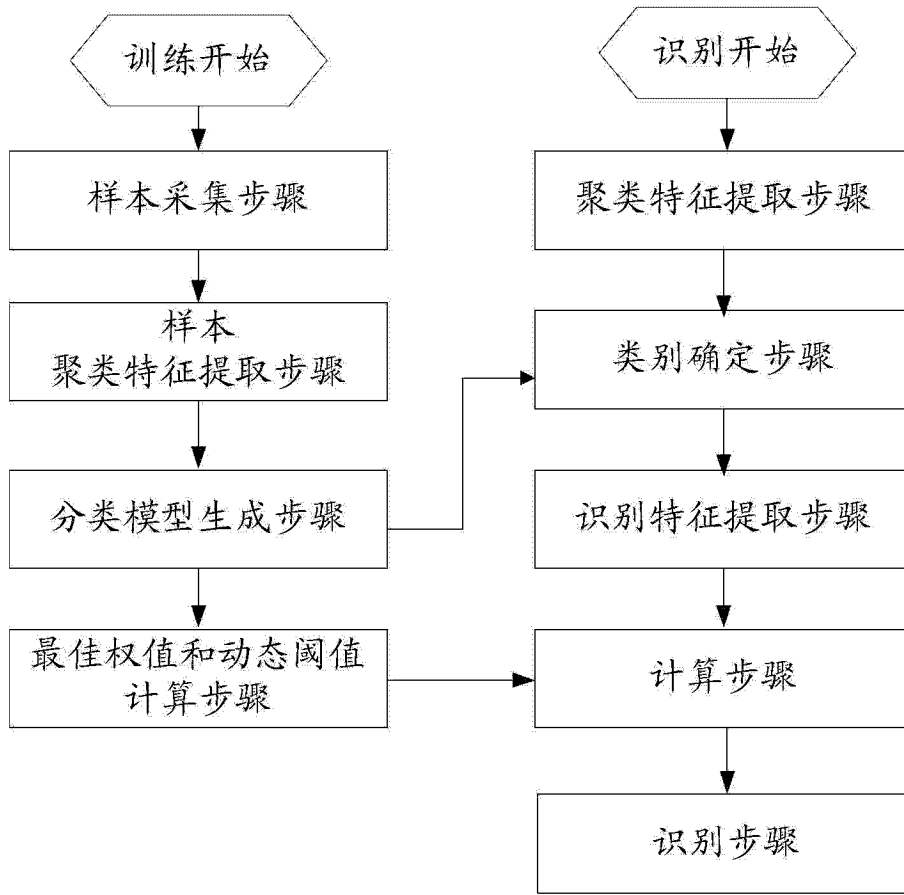 训练开始
样本采集步骤
样本
聚类特征提取步骤
分类模型生成步骤
最佳权值和动态阈值
计算步骤
识别开始
聚类特征提取步骤
类别确定步骤
识别特征提取步骤
计算步骤
识别步骤